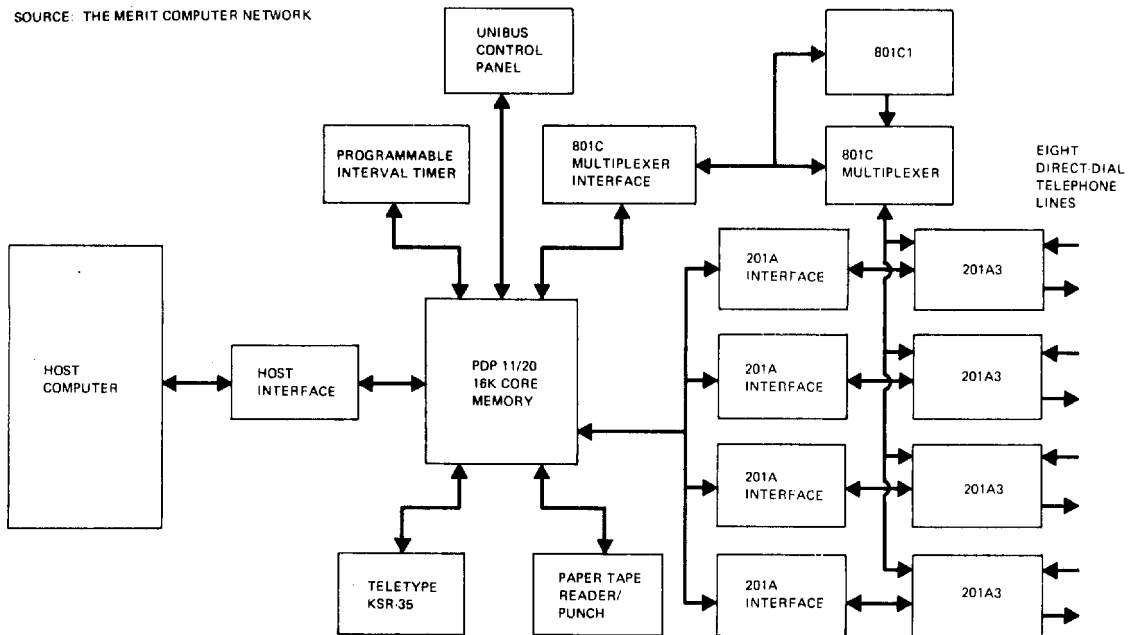 SOURCE: THE MERIT COMPUTER NETWORK
UNIBUS
CONTROL
PANEL
801C1
PROGRAMMABLE
INTERVAL TIMER
801C
MULTIPLEXER
INTERFACE
801C
MULTIPLEXER
EIGHT
DIRECT-DIAL
TELEPHONE
LINES
HOST
COMPUTER
HOST
INTERFACE
PDP 11/20
16K CORE
MEMORY
201A
INTERFACE
201A3
201A
INTERFACE
201A3
201A
INTERFACE
201A3
201A
INTERFACE
201A3
TELETYPE
KSR-35
PAPER TAPE
READER/
PUNCH